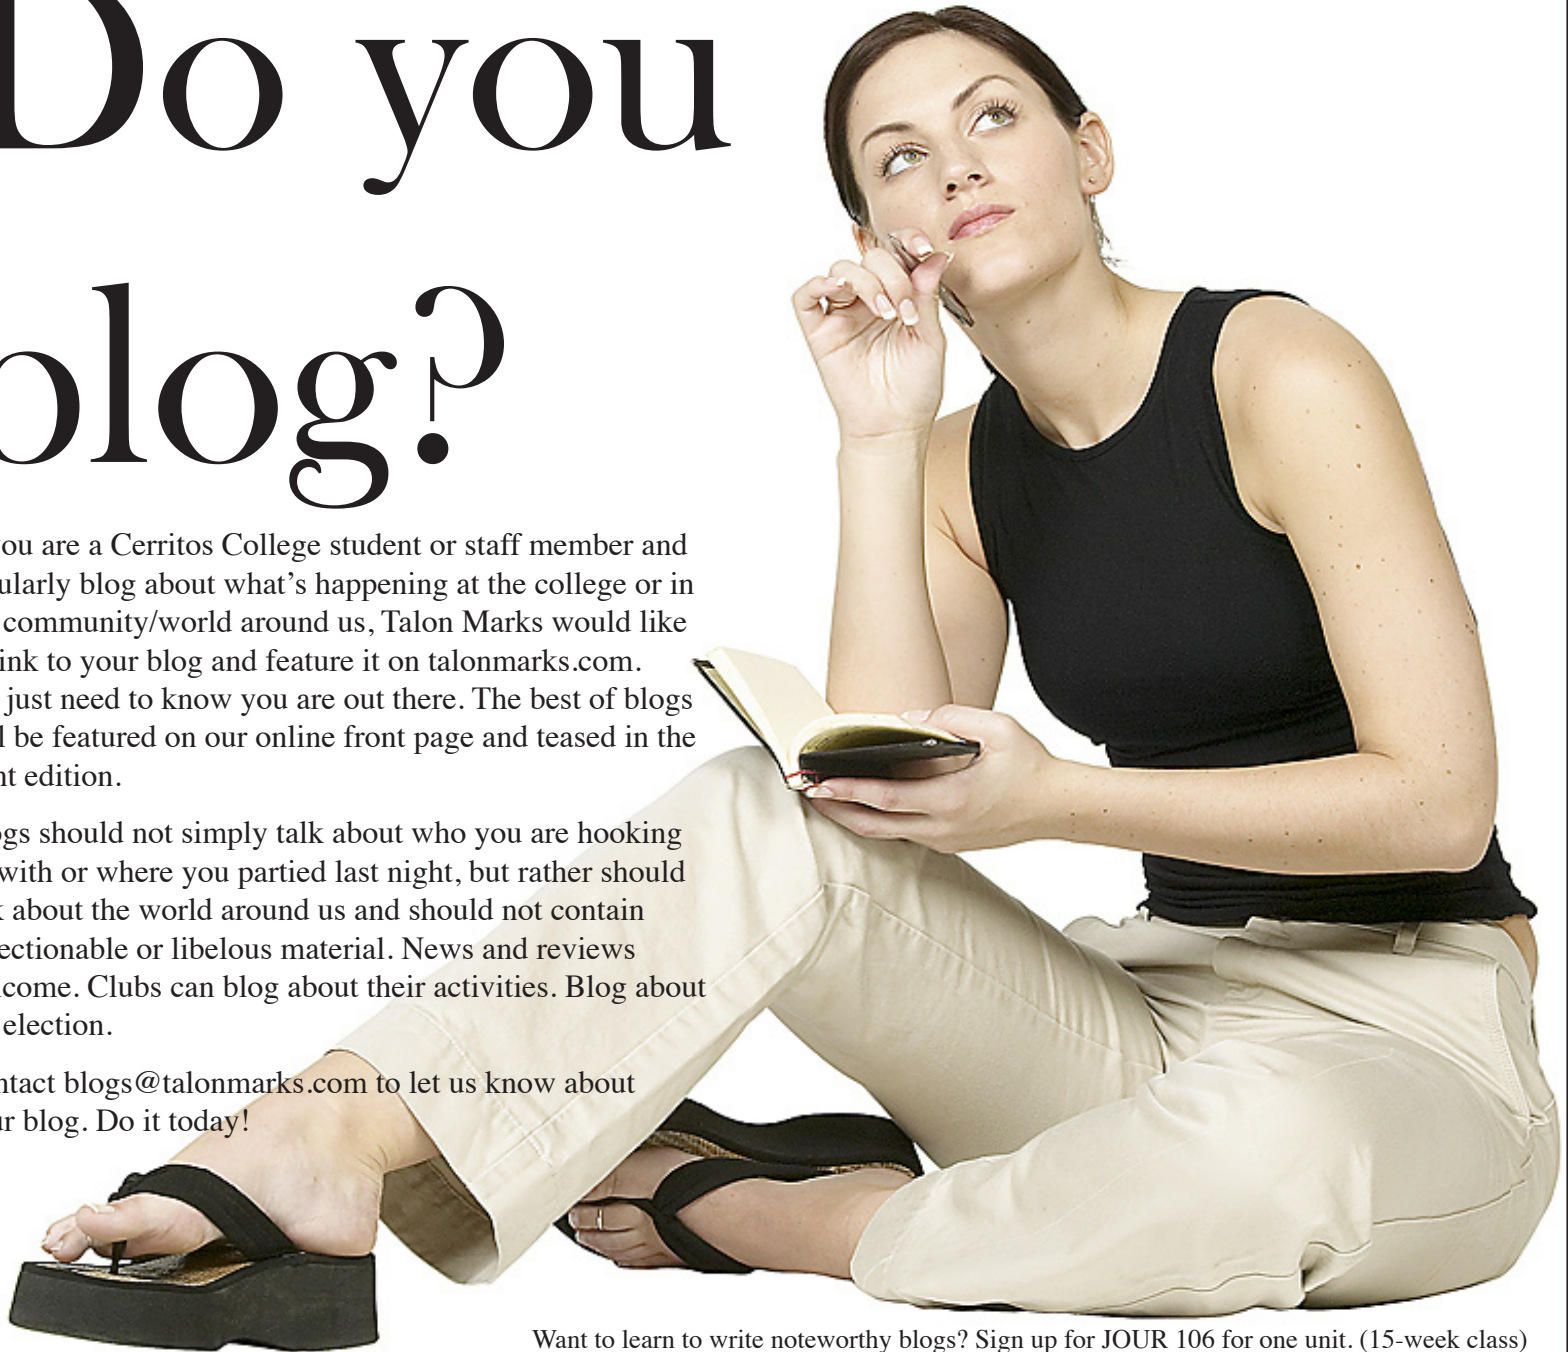 Do you
blog?
ou are a Cerritos College student or staff member and
ularly blog about what's happening at the college or in
community/world around us, Talon Marks would like
ink to your blog and feature it on talonmarks.com.
just need to know you are out there. The best of blogs
l be featured on our online front page and teased in the
nt edition.
ogs should not simply talk about who you are hooking
with or where you partied last night, but rather should
k about the world around us and should not contain
ectionable or libelous material. News and reviews
come. Clubs can blog about their activities. Blog about
election.
ntact blogs@talonmarks.com to let us know about
ur blog. Do it today!
Want to learn to write noteworthy blogs? Sign up for JOUR 106 for one unit. (15-week class)